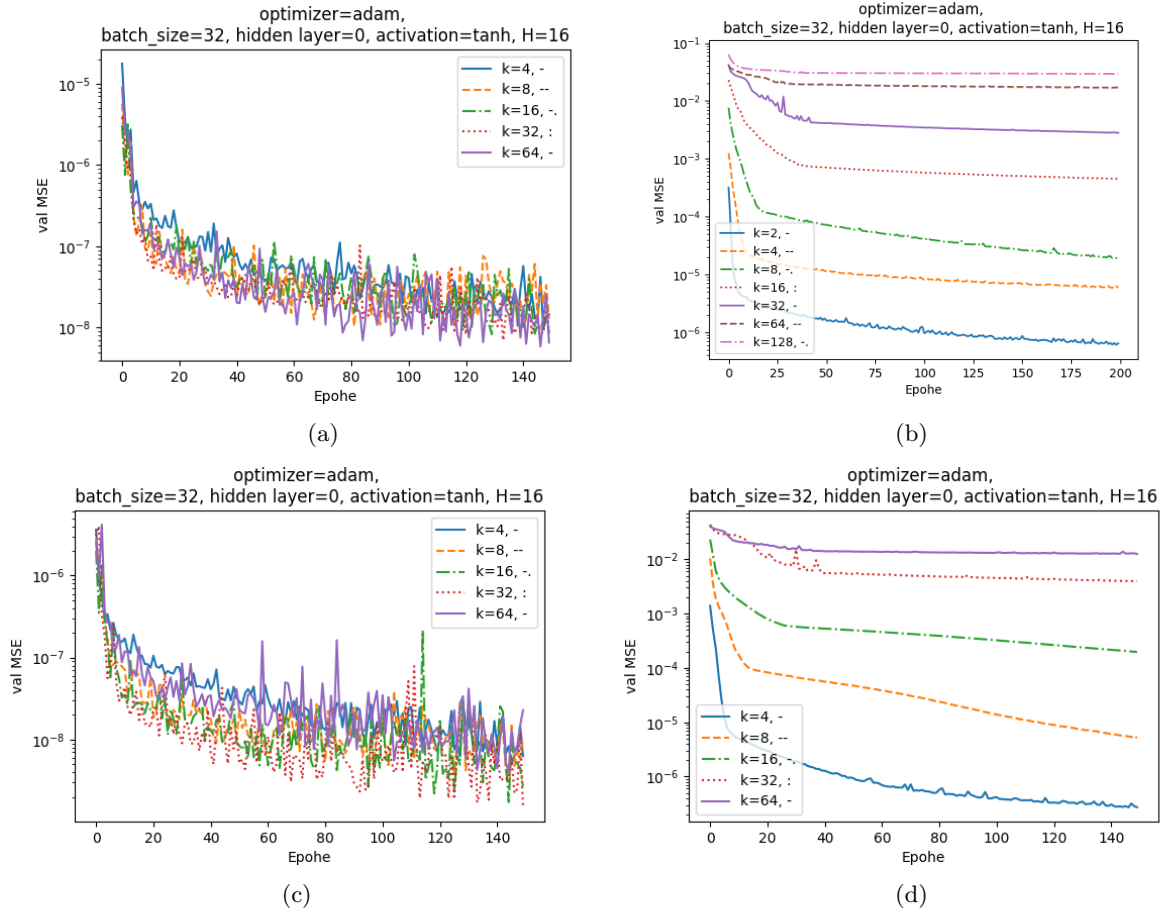 optimizer=adam,
batch_size=32, hidden layer=0, activation=tanh, H=16
val MSE
10⁻⁵
10⁻⁶
10⁻⁷
10⁻⁸
k=4, -
k=8, --
k=16, -.
k=32, :
k=64, -
0 20 40 60 80 100 120 140
Epohe
(a)
optimizer=adam,
batch_size=32, hidden layer=0, activation=tanh, H=16
val MSE
10⁻¹
10⁻²
10⁻³
10⁻⁴
10⁻⁵
10⁻⁶
k=2, -
k=4, --
k=8, -.
k=16, :
k=32, -
k=64, --
k=128, -.
0 25 50 75 100 125 150 175 200
Epohe
(b)
optimizer=adam,
batch_size=32, hidden layer=0, activation=tanh, H=16
val MSE
10⁻⁶
10⁻⁷
10⁻⁸
k=4, -
k=8, --
k=16, -.
k=32, :
k=64, -
0 20 40 60 80 100 120 140
Epohe
(c)
optimizer=adam,
batch_size=32, hidden layer=0, activation=tanh, H=16
val MSE
10⁻²
10⁻³
10⁻⁴
10⁻⁵
10⁻⁶
k=4, -
k=8, --
k=16, -.
k=32, :
k=64, -
0 20 40 60 80 100 120 140
Epohe
(d)